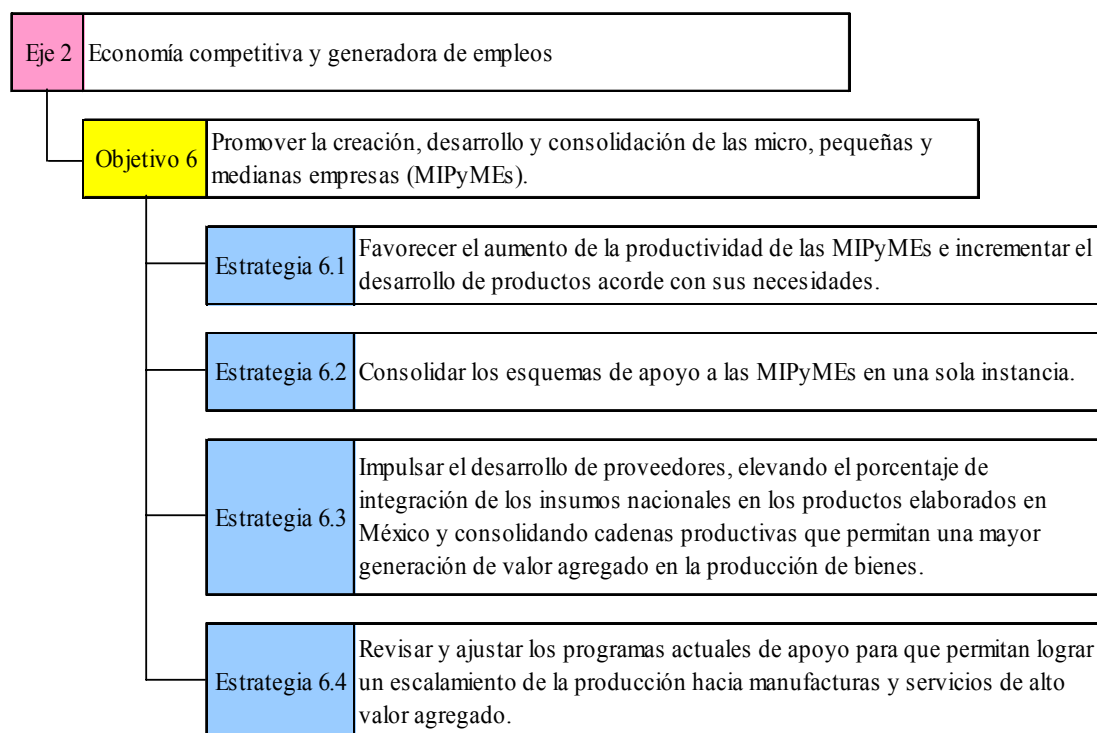 Eje 2 Economía competitiva y generadora de empleos
Objetivo 6 Promover la creación, desarrollo y consolidación de las micro, pequeñas y
medianas empresas (MIPyMEs).
Estrategia 6.1 Favorecer el aumento de la productividad de las MIPyMEs e incrementar el
desarrollo de productos acorde con sus necesidades.
Estrategia 6.2 Consolidar los esquemas de apoyo a las MIPyMEs en una sola instancia.
Estrategia 6.3 Impulsar el desarrollo de proveedores, elevando el porcentaje de
integración de los insumos nacionales en los productos elaborados en
México y consolidando cadenas productivas que permitan una mayor
generación de valor agregado en la producción de bienes.
Estrategia 6.4 Revisar y ajustar los programas actuales de apoyo para que permitan lograr
un escalamiento de la producción hacia manufacturas y servicios de alto
valor agregado.